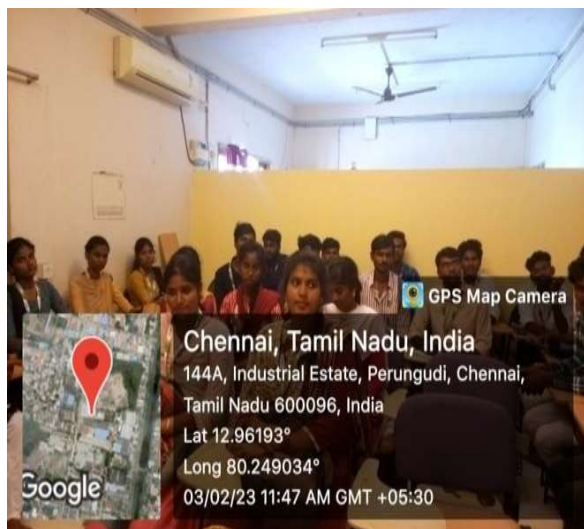 GPS Map Camera
Chennai, Tamil Nadu, India
144A, Industrial Estate, Perungudi, Chennai,
Tamil Nadu 600096, India
Lat 12.96193°
Long 80.249034°
03/02/23 11:47 AM GMT +05:30
Google